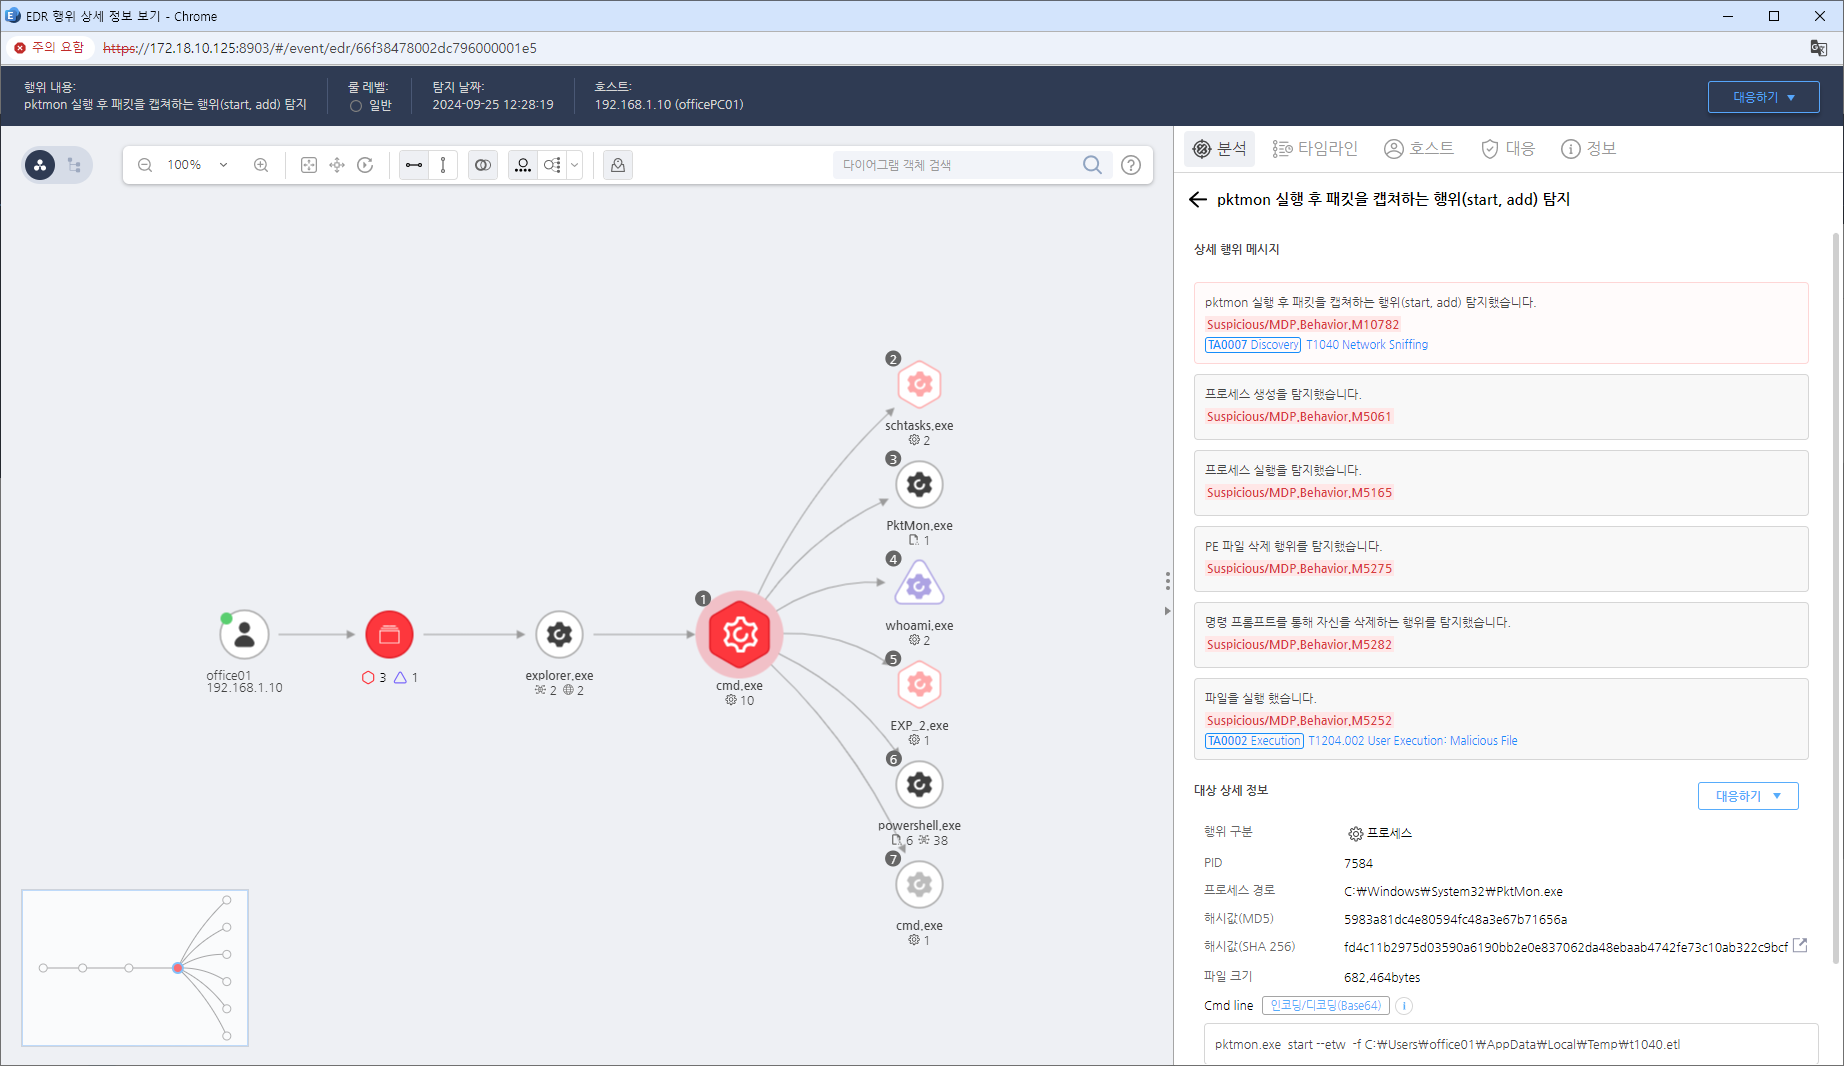 EDR 행위 상세 정보 보기 - Chrome
주의 요함 https://172.18.10.125:8903/#/event/edr/66f38478002dc796000001e5
행위 내용:
pktmon 실행 후 패킷을 캡쳐하는 행위(start, add) 탐지
룰 레벨:
일반
탐지 날짜:
2024-09-25 12:28:19
호스트:
192.168.1.10 (officePC01)
대응하기
100%
다이어그램 객체 검색
office01
192.168.1.10
3 1
explorer.exe
2 2
1
cmd.exe
10
2
schtasks.exe
2
3
PktMon.exe
1
4
whoami.exe
2
5
EXP_2.exe
1
6
powershell.exe
6 38
7
cmd.exe
1
분석 타임라인 호스트 대응 정보
pktmon 실행 후 패킷을 캡쳐하는 행위(start, add) 탐지
상세 행위 메시지
pktmon 실행 후 패킷을 캡쳐하는 행위(start, add) 탐지했습니다.
Suspicious/MDP.Behavior.M10782
TA0007 Discovery T1040 Network Sniffing
프로세스 생성을 탐지했습니다.
Suspicious/MDP.Behavior.M5061
프로세스 실행을 탐지했습니다.
Suspicious/MDP.Behavior.M5165
PE 파일 삭제 행위를 탐지했습니다.
Suspicious/MDP.Behavior.M5275
명령 프롬프트를 통해 자신을 삭제하는 행위를 탐지했습니다.
Suspicious/MDP.Behavior.M5282
파일을 실행 했습니다.
Suspicious/MDP.Behavior.M5252
TA0002 Execution T1204.002 User Execution: Malicious File
대상 상세 정보
대응하기
행위 구분 프로세스
PID 7584
프로세스 경로 C:₩Windows₩System32₩PktMon.exe
해시값(MD5) 5983a81dc4e80594fc48a3e67b71656a
해시값(SHA 256) fd4c11b2975d03590a6190bb2e0e837062da48ebaab4742fe73c10ab322c9bcf
파일 크기 682,464bytes
Cmd line 인코딩/디코딩(Base64) i
pktmon.exe start --etw -f C:₩Users₩office01₩AppData₩Local₩Temp₩t1040.etl